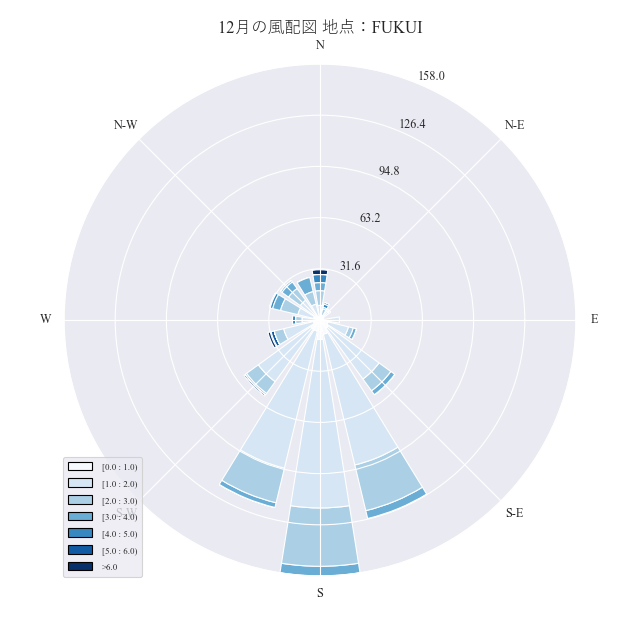 12月の風配図 地点：FUKUI
N
158.0
N-W
N-E
126.4
94.8
63.2
31.6
W
E
[0.0 : 1.0)
[1.0 : 2.0)
[2.0 : 3.0)
S-W
[3.0 : 4.0)
S-E
[4.0 : 5.0)
[5.0 : 6.0)
>6.0
S